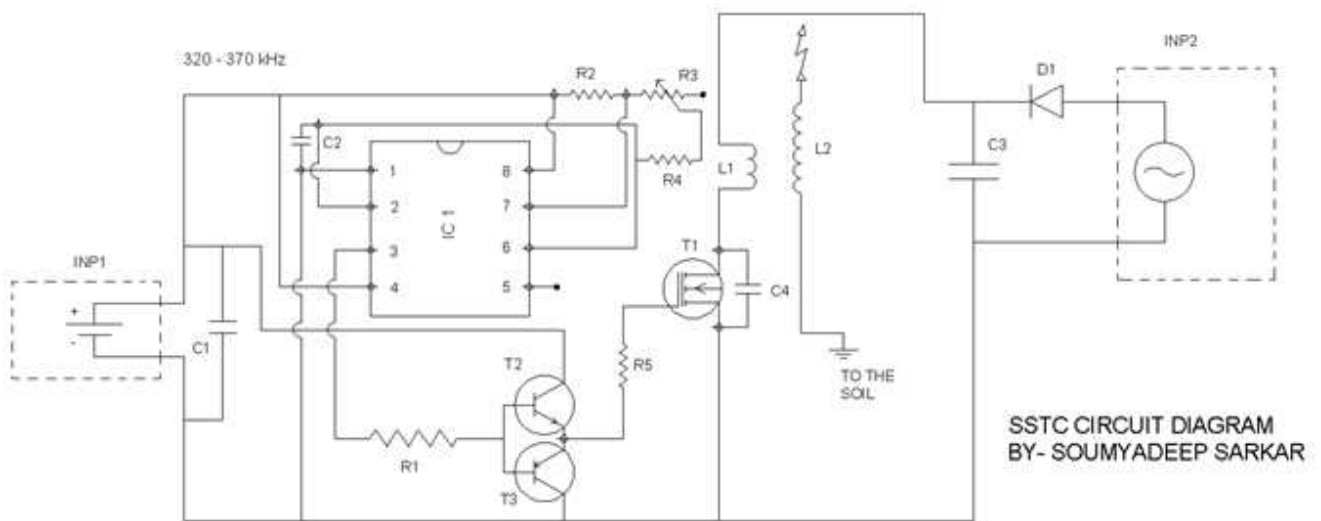 320 - 370 kHz
INP2
R2
R3
D1
C2
C3
1
8
R4
L1
L2
2
7
IC 1
3
6
T1
INP1
4
5
C4
+
-
C1
T2
R5
TO THE
SOIL
R1
T3
SSTC CIRCUIT DIAGRAM
BY- SOUMYADEEP SARKAR